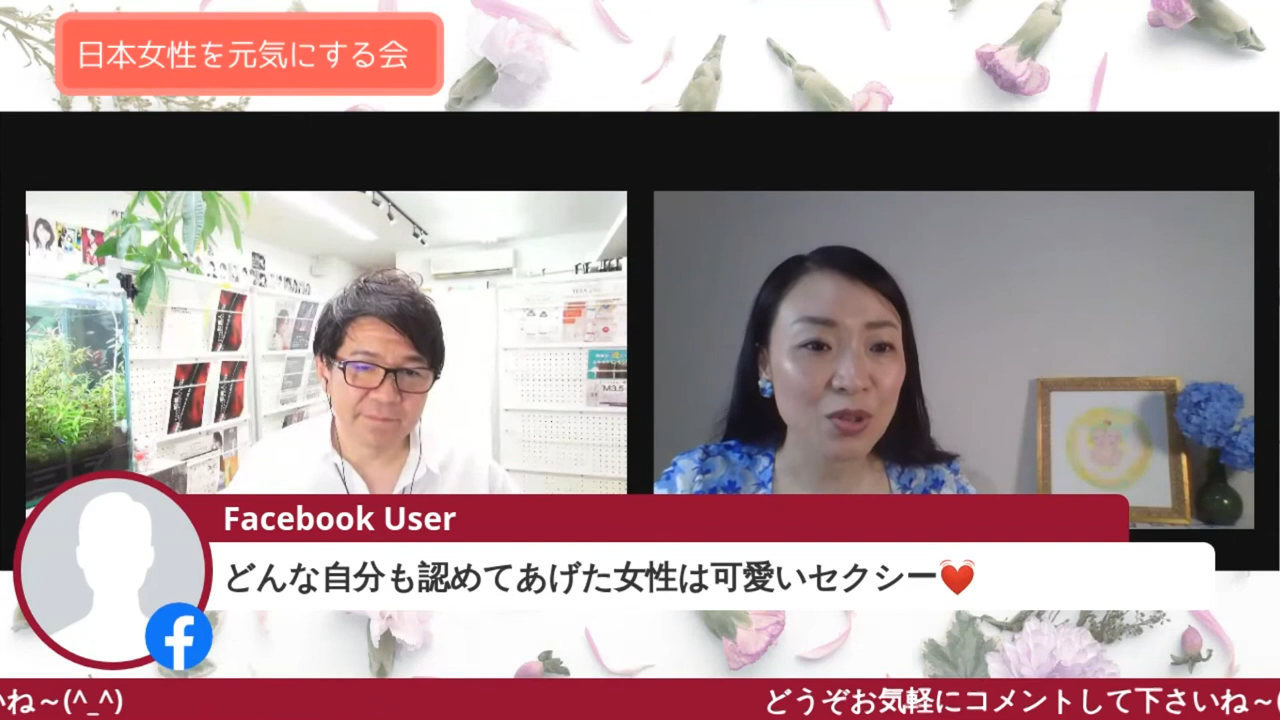 日本女性を元気にする会
Facebook User
どんな自分も認めてあげた女性は可愛いセクシー❤️
いね~(^_^)
どうぞお気軽にコメントして下さいね~(